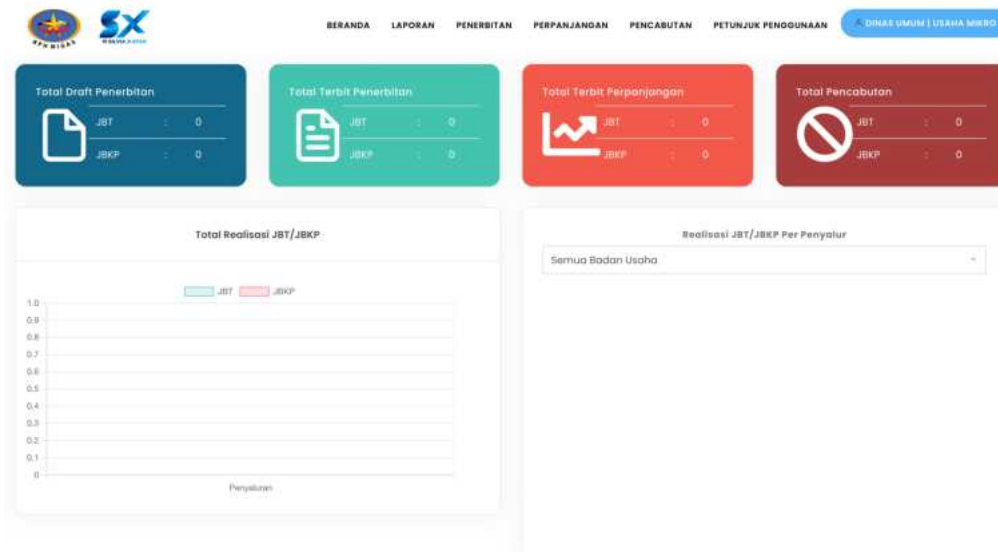 BPH MIGAS
SX
BERANDA LAPORAN PENERBITAN PERPANJANGAN PENCABUTAN PETUNJUK PENGGUNAAN DINAS UMUM | USAHA MIKRO
Total Draft Penerbitan
JBT : 0
JBKP : 0
Total Terbit Penerbitan
JBT : 0
JBKP : 0
Total Terbit Perpanjangan
JBT : 0
JBKP : 0
Total Pencabutan
JBT : 0
JBKP : 0
Total Realisasi JBT/JBKP
JBT JBKP
1.0
0.9
0.8
0.7
0.6
0.5
0.4
0.3
0.2
0.1
0
Penyaluran
Realisasi JBT/JBKP Per Penyalur
Semua Badan Usaha